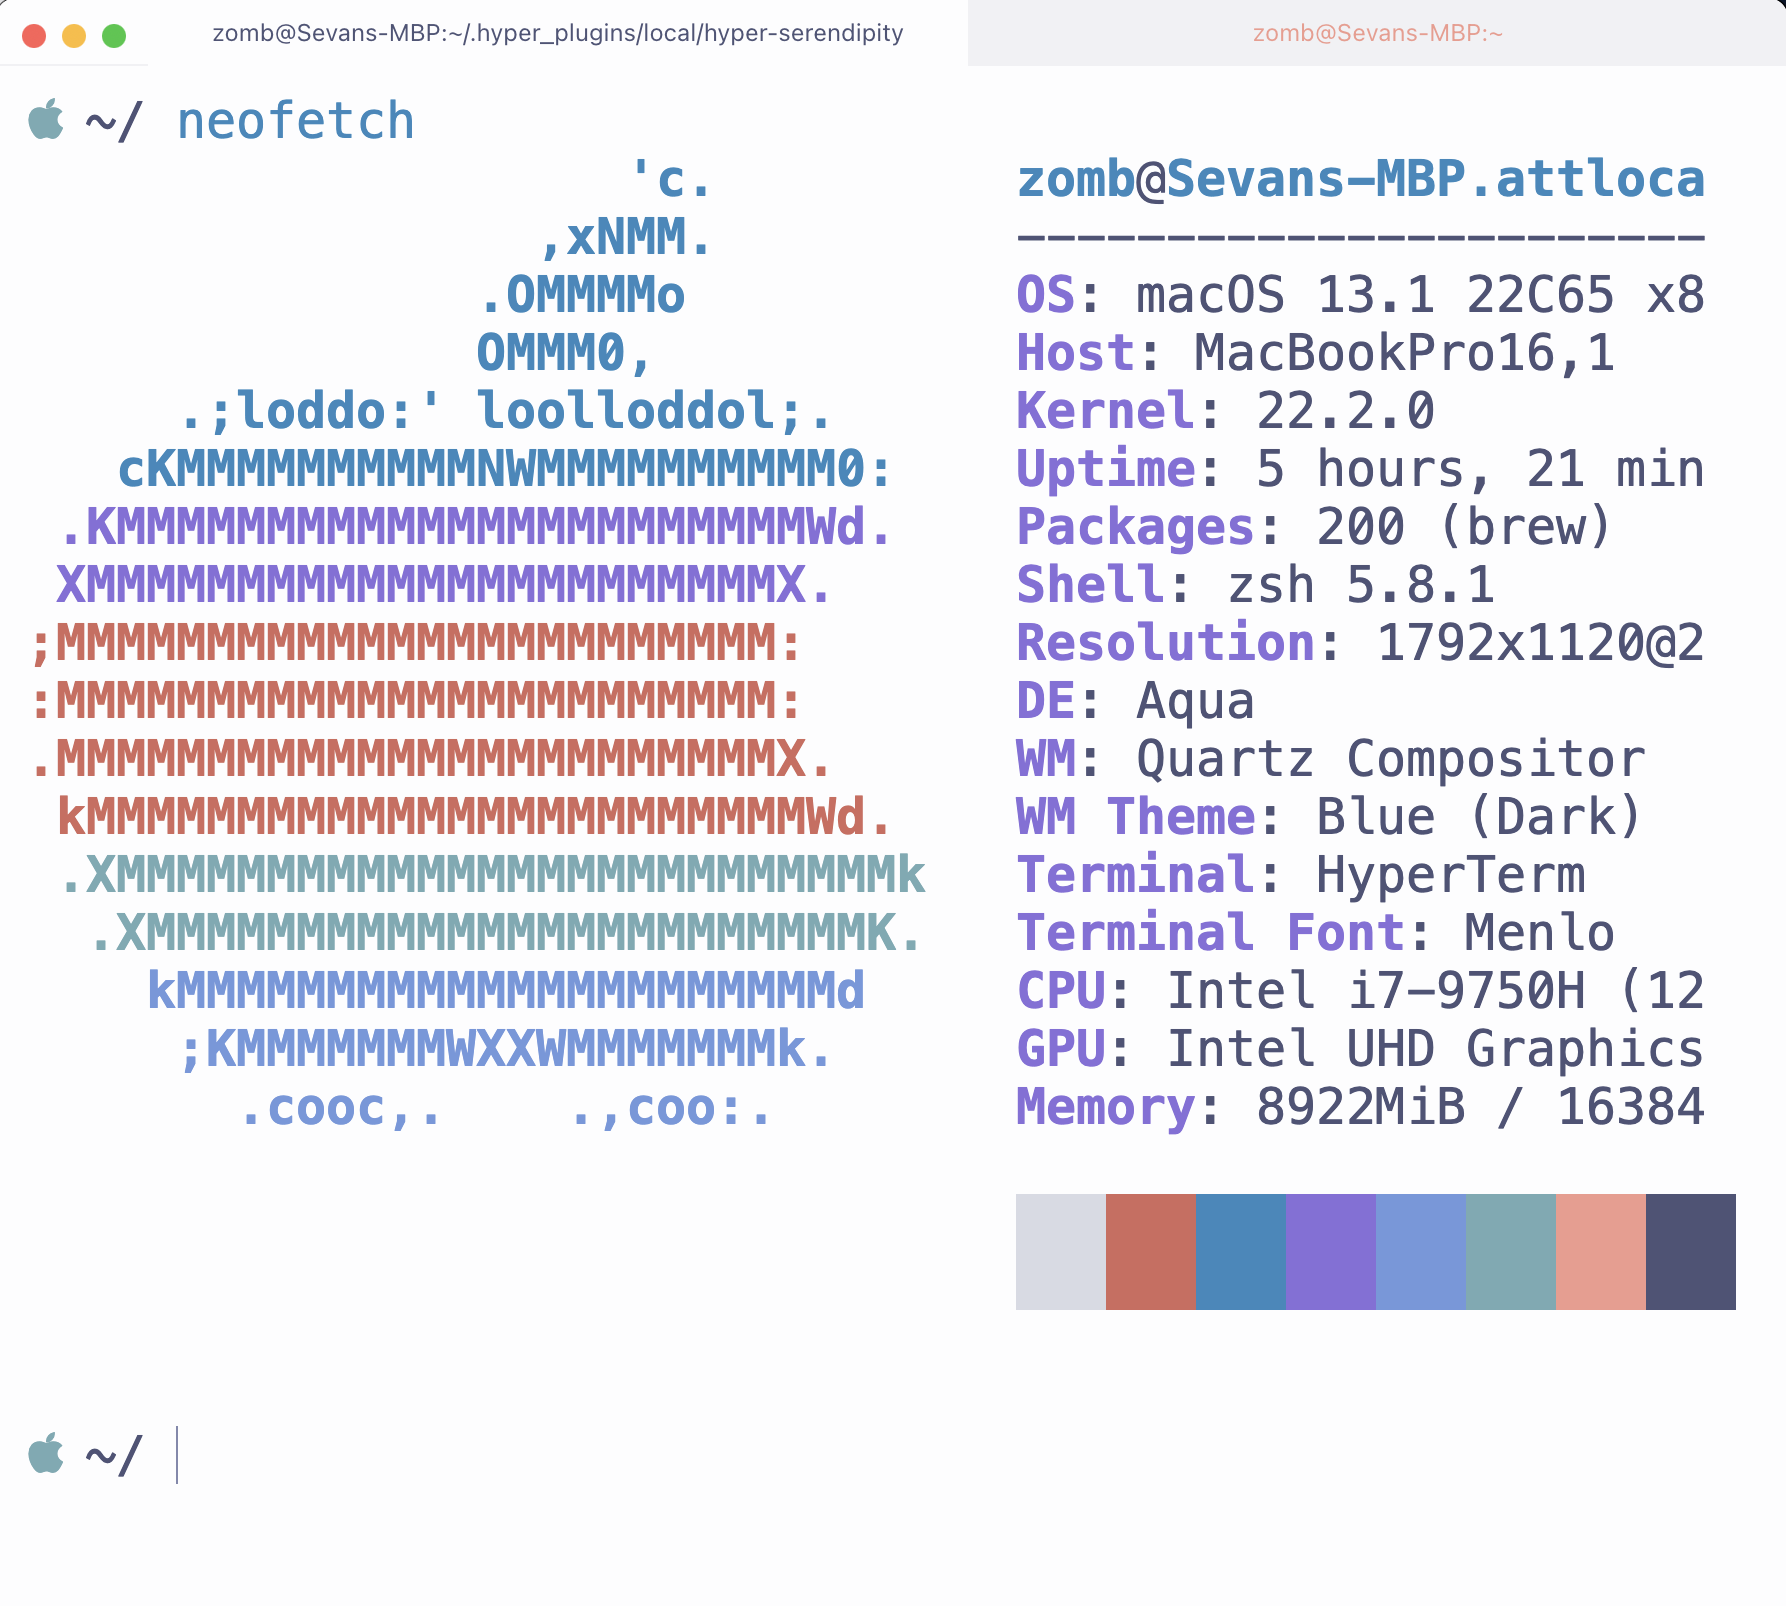 zomb@Sevans-MBP:~/.hyper_plugins/local/hyper-serendipity
zomb@Sevans-MBP:~
~/ neofetch
'c.
,xNMM.
.OMMMMo
OMMM0,
.;loddo:' loolloddol;.
cKMMMMMMMMMMNWMMMMMMMMMM0:
.KMMMMMMMMMMMMMMMMMMMMMMMWd.
XMMMMMMMMMMMMMMMMMMMMMMMX.
;MMMMMMMMMMMMMMMMMMMMMMMM:
:MMMMMMMMMMMMMMMMMMMMMMMM:
.MMMMMMMMMMMMMMMMMMMMMMMMX.
kMMMMMMMMMMMMMMMMMMMMMMMMWd.
.XMMMMMMMMMMMMMMMMMMMMMMMMMMk
.XMMMMMMMMMMMMMMMMMMMMMMMMK.
kMMMMMMMMMMMMMMMMMMMMMMd
;KMMMMMMMWXXWMMMMMMMk.
.cooc,.    .,coo:.
zomb@Sevans-MBP.attloca
-----------------------
OS: macOS 13.1 22C65 x8
Host: MacBookPro16,1
Kernel: 22.2.0
Uptime: 5 hours, 21 min
Packages: 200 (brew)
Shell: zsh 5.8.1
Resolution: 1792x1120@2
DE: Aqua
WM: Quartz Compositor
WM Theme: Blue (Dark)
Terminal: HyperTerm
Terminal Font: Menlo
CPU: Intel i7-9750H (12
GPU: Intel UHD Graphics
Memory: 8922MiB / 16384
~/